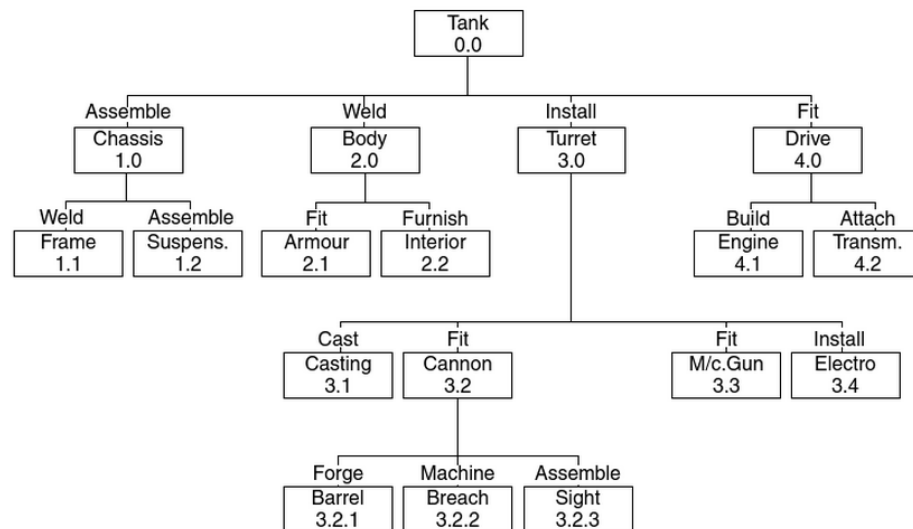 Tank
0.0
Assemble
Chassis
1.0
Weld
Body
2.0
Install
Turret
3.0
Fit
Drive
4.0
Weld
Frame
1.1
Assemble
Suspens.
1.2
Fit
Armour
2.1
Furnish
Interior
2.2
Build
Engine
4.1
Attach
Transm.
4.2
Cast
Casting
3.1
Fit
Cannon
3.2
Fit
M/c.Gun
3.3
Install
Electro
3.4
Forge
Barrel
3.2.1
Machine
Breach
3.2.2
Assemble
Sight
3.2.3